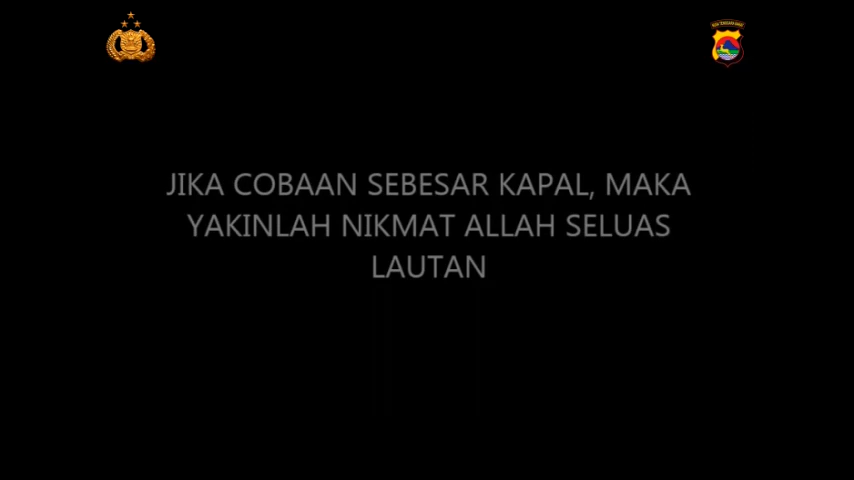 JIKA COBAAN SEBESAR KAPAL, MAKA
YAKINLAH NIKMAT ALLAH SELUAS
LAUTAN